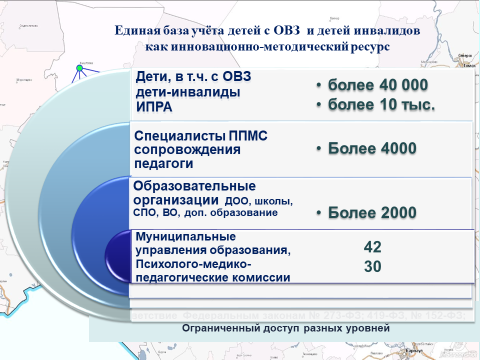 Единая база учёта детей с ОВЗ и детей инвалидов
как инновационно-методический ресурс
Дети, в т.ч. с ОВЗ
дети-инвалиды
ИПРА
• более 40 000
• более 10 тыс.
Специалисты ППМС
сопровождения
педагоги
• Более 4000
Образовательные
организации ДОО, школы,
СПО, ВО, доп. образование
• Более 2000
Муниципальные
управления образования,
Психолого-медико-
педагогические комиссии
42
30
Федеральным законам № 273-ФЗ, 419-ФЗ, № 152-ФЗ
Ограниченный доступ разных уровней